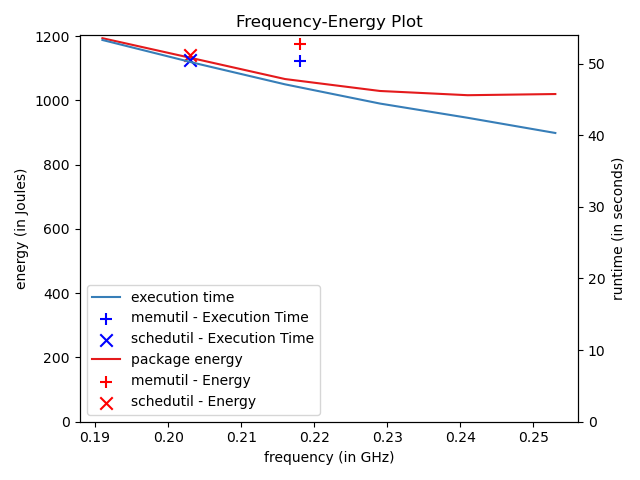 Frequency-Energy Plot
1200
1000
800
600
400
200
0
energy (in Joules)
50
40
30
20
10
0
runtime (in seconds)
execution time
memutil - Execution Time
schedutil - Execution Time
package energy
memutil - Energy
schedutil - Energy
0.19 0.20 0.21 0.22 0.23 0.24 0.25
frequency (in GHz)